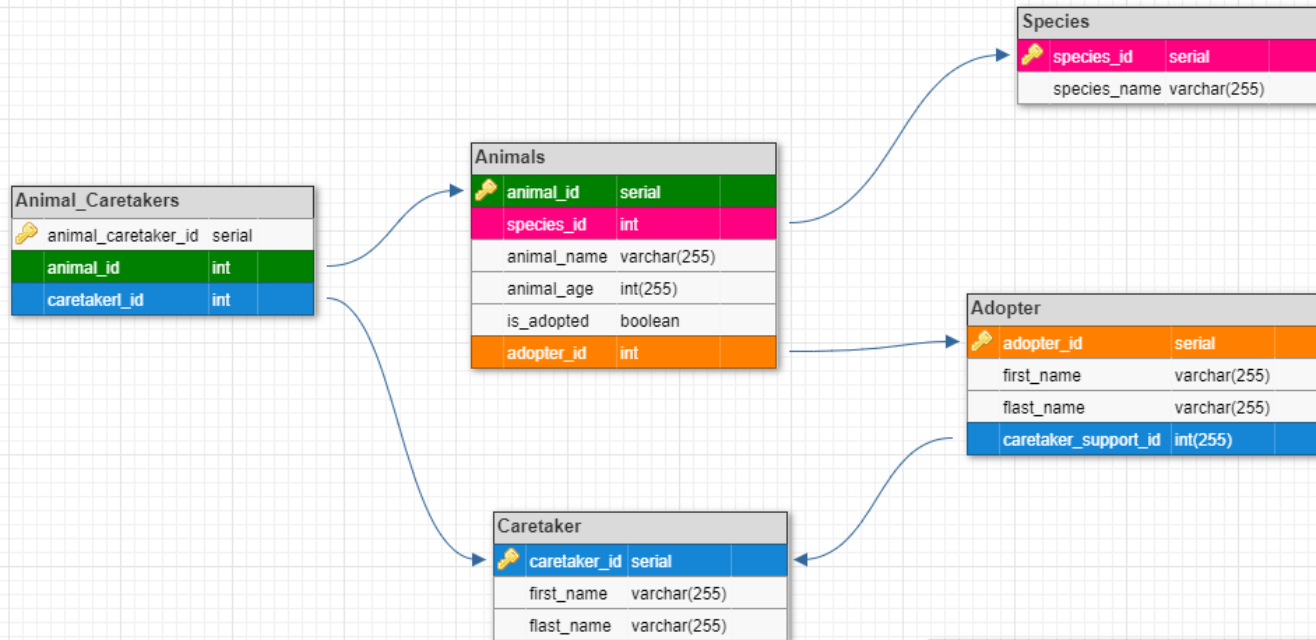 Species
species_id serial
species_name varchar(255)
Animals
animal_id serial
species_id int
animal_name varchar(255)
animal_age int(255)
is_adopted boolean
adopter_id int
Animal_Caretakers
animal_caretaker_id serial
animal_id int
caretakerl_id int
Adopter
adopter_id serial
first_name varchar(255)
flast_name varchar(255)
caretaker_support_id int(255)
Caretaker
caretaker_id serial
first_name varchar(255)
flast_name varchar(255)